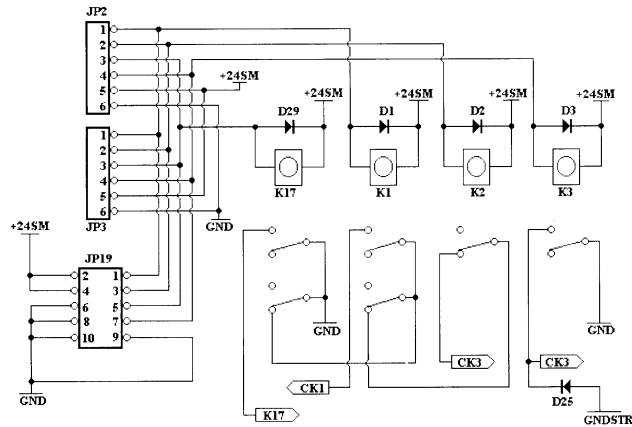 JP2
1
2
3
4
5
6
+24SM
+24SM
+24SM
+24SM
+24SM
D29
D1
D2
D3
K17
K1
K2
K3
1
2
3
4
5
6
JP3
GND
+24SM
JP19
2 1
4 3
6 5
8 7
10 9
GND
GND
GND
CK3
CK3
CK1
K17
D25
GNDSTR